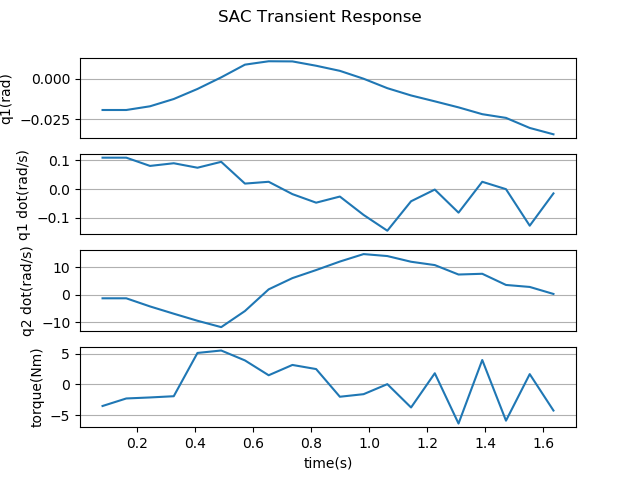 SAC Transient Response
0.000
−0.025
q1(rad)
0.1
0.0
−0.1
q1 dot(rad/s)
10
0
−10
q2 dot(rad/s)
5
0
−5
torque(Nm)
0.2 0.4 0.6 0.8 1.0 1.2 1.4 1.6
time(s)